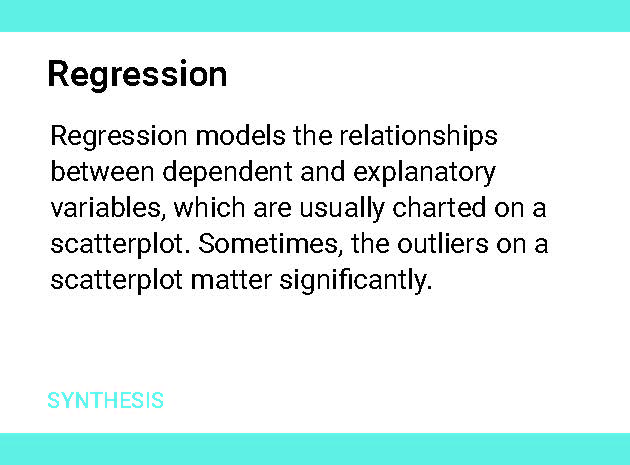 Regression
Regression models the relationships
between dependent and explanatory
variables, which are usually charted on a
scatterplot. Sometimes, the outliers on a
scatterplot matter significantly.
SYNTHESIS